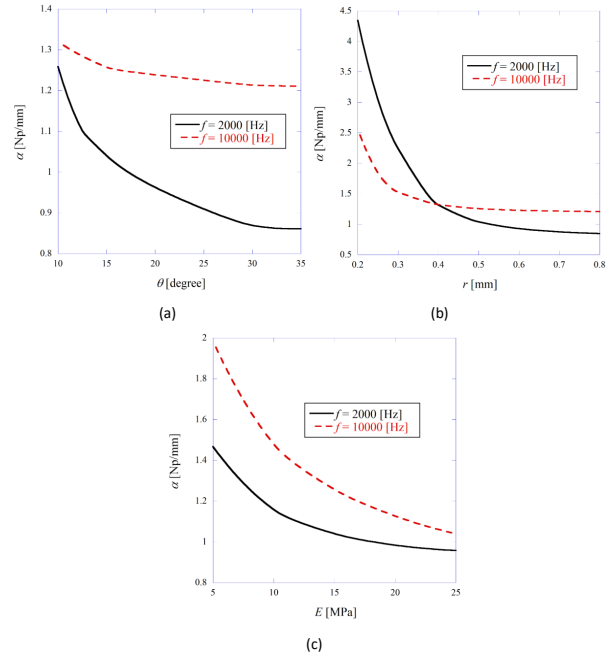 1.4
1.3
1.2
1.1
1
0.9
0.8
α [Np/mm]
f = 2000 [Hz]
f = 10000 [Hz]
10 15 20 25 30 35
θ [degree]
(a)
4.5
4
3.5
3
2.5
2
1.5
1
0.5
α [Np/mm]
f = 2000 [Hz]
f = 10000 [Hz]
0.2 0.3 0.4 0.5 0.6 0.7 0.8
r [mm]
(b)
2
1.8
1.6
1.4
1.2
1
0.8
α [Np/mm]
f = 2000 [Hz]
f = 10000 [Hz]
5 10 15 20 25
E [MPa]
(c)